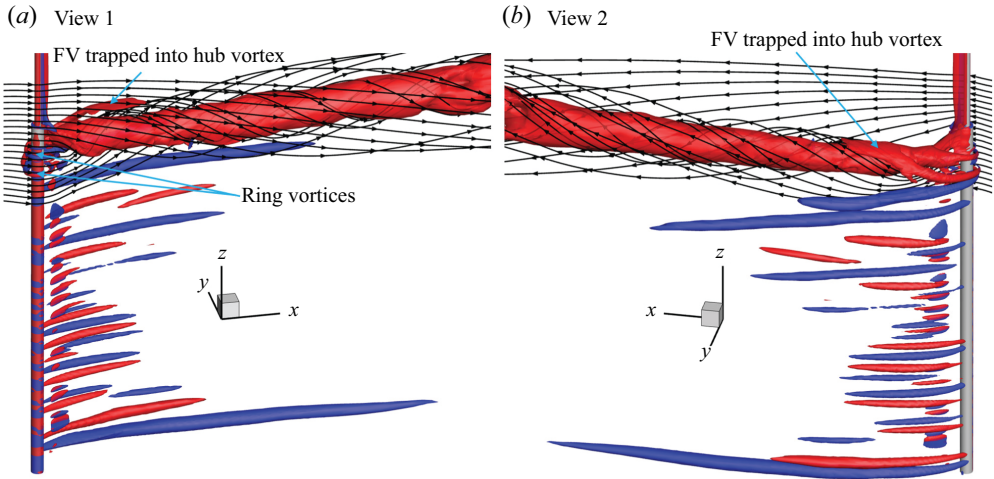 (a) View 1
FV trapped into hub vortex
Ring vortices
z
y
x
(b) View 2
FV trapped into hub vortex
z
x
y